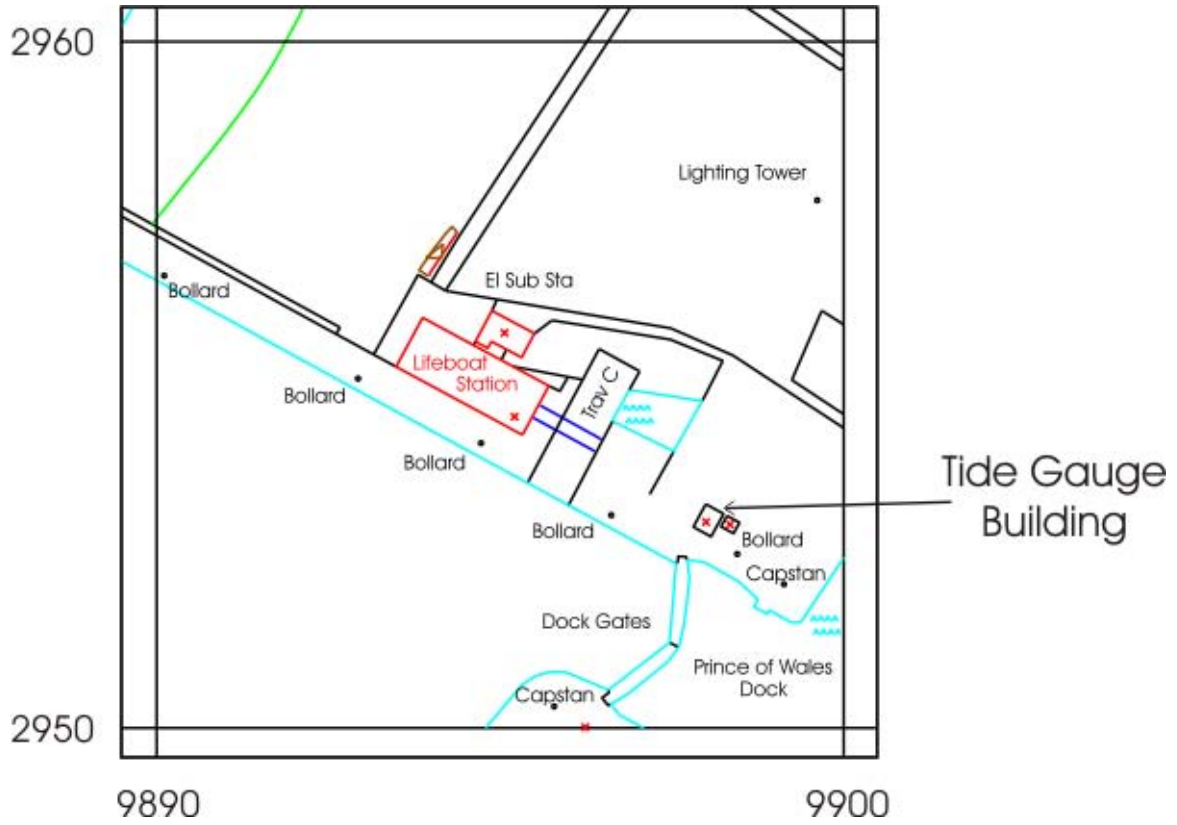 2960
Lighting Tower
El Sub Sta
Bollard
Lifeboat
Station
Trav C
Bollard
Bollard
Tide Gauge
Building
Bollard
Bollard
Capstan
Dock Gates
Prince of Wales
Dock
Capstan
2950
9890
9900